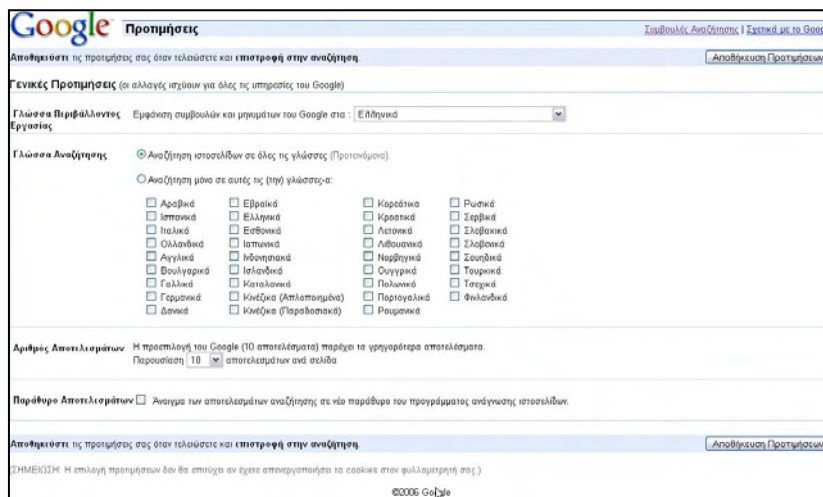 Google Προτιμήσεις Συμβουλές Αναζήτησης | Σχετικά με το Goog
Αποθηκεύστε τις προτιμήσεις σας όταν τελειώσετε και επιστροφή στην αναζήτηση. Αποθήκευση Προτιμήσεων
Γενικές Προτιμήσεις (οι αλλαγές ισχύουν για όλες τις υπηρεσίες του Google)
Γλώσσα Περιβάλλοντος Εργασίας Εμφάνιση συμβουλών και μηνυμάτων του Google στα : Ελληνικά
Γλώσσα Αναζήτησης Αναζήτηση ιστοσελίδων σε όλες τις γλώσσες (Προτεινόμενο).
Αναζήτηση μόνο σε αυτές τις (την) γλώσσες-α:
Αραβικά Εβραϊκά Κορεάτικα Ρωσικά
Ισπανικά Ελληνικά Κροατικά Σερβικά
Ιταλικά Εσθονικά Λετονικά Σλοβακικά
Ολλανδικά Ιαπωνικά Λιθουανικά Σλοβενικά
Αγγλικά Ινδονησιακά Νορβηγικά Σουηδικά
Βουλγαρικά Ισλανδικά Ουγγρικά Τουρκικά
Γαλλικά Καταλανικά Πολωνικά Τσεχικά
Γερμανικά Κινέζικα (Απλοποιημένα) Πορτογαλικά Φινλανδικά
Δανικά Κινέζικα (Παραδοσιακά) Ρουμανικά
Αριθμός Αποτελεσμάτων Η προεπιλογή του Google (10 αποτελέσματα) παρέχει τα γρηγορότερα αποτελέσματα.
Παρουσίαση 10 αποτελεσμάτων ανά σελίδα
Παράθυρο Αποτελεσμάτων Άνοιγμα των αποτελεσμάτων αναζήτησης σε νέο παράθυρο του προγράμματος ανάγνωσης ιστοσελίδων.
Αποθηκεύστε τις προτιμήσεις σας όταν τελειώσετε και επιστροφή στην αναζήτηση. Αποθήκευση Προτιμήσεων
(ΣΗΜΕΙΩΣΗ: Η επιλογή προτιμήσεων δεν θα επιτύχει αν έχετε απενεργοποιήσει τα cookies στον φυλλομετρητή σας.)
©2006 Google